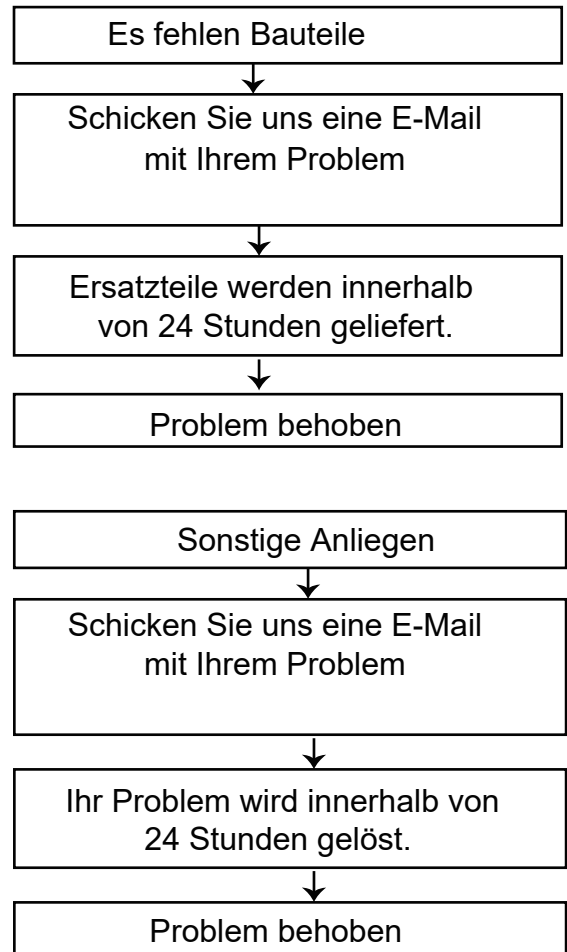 Es fehlen Bauteile
Schicken Sie uns eine E-Mail
mit Ihrem Problem
Ersatzteile werden innerhalb
von 24 Stunden geliefert.
Problem behoben
Sonstige Anliegen
Schicken Sie uns eine E-Mail
mit Ihrem Problem
Ihr Problem wird innerhalb von
24 Stunden gelöst.
Problem behoben